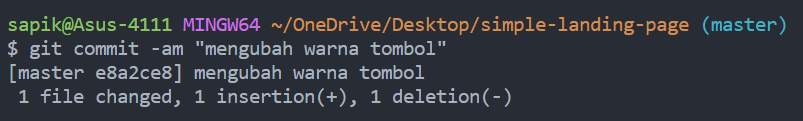 sapik@Asus-4111 MINGW64 ~/OneDrive/Desktop/simple-landing-page (master)
$ git commit -am "mengubah warna tombol"
[master e8a2ce8] mengubah warna tombol
 1 file changed, 1 insertion(+), 1 deletion(-)